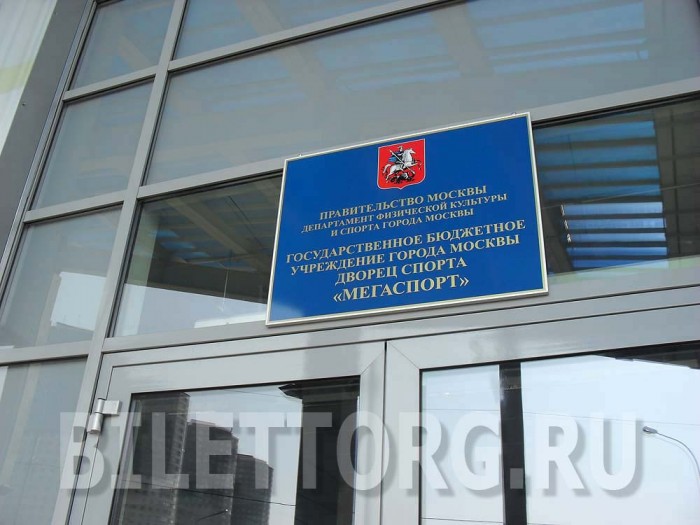 ПРАВИТЕЛЬСТВО МОСКВЫ
ДЕПАРТАМЕНТ ФИЗИЧЕСКОЙ КУЛЬТУРЫ
И СПОРТА ГОРОДА МОСКВЫ
ГОСУДАРСТВЕННОЕ БЮДЖЕТНОЕ
УЧРЕЖДЕНИЕ ГОРОДА МОСКВЫ
ДВОРЕЦ СПОРТА
«МЕГАСПОРТ»
BILETTORG.RU